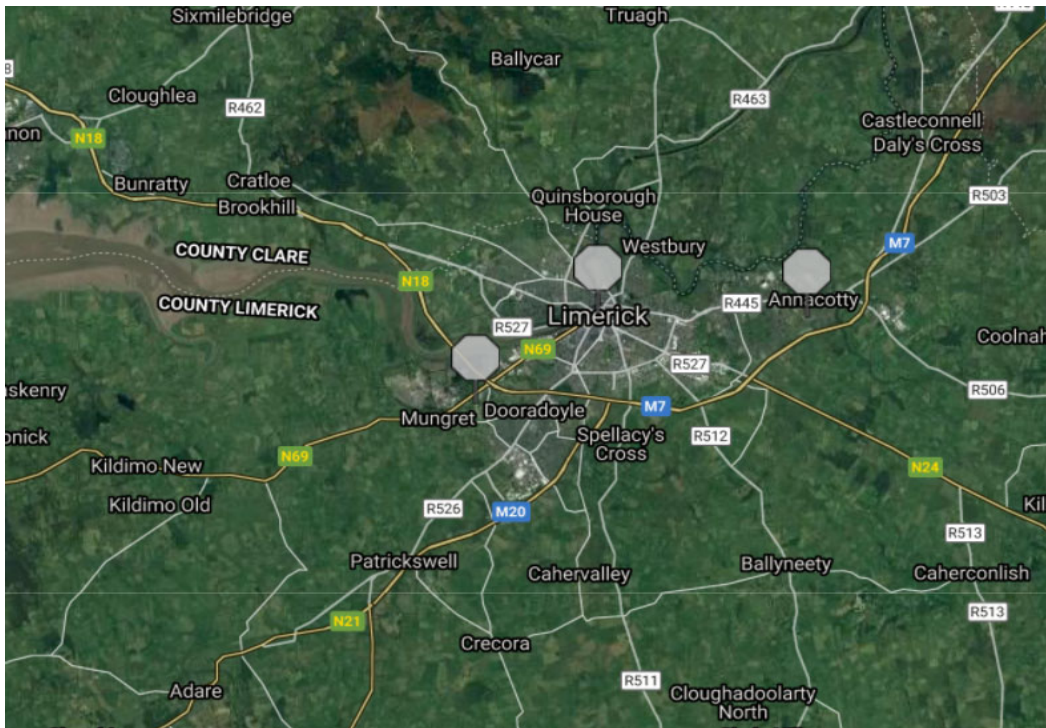 Sixmilebridge
Truagh
Ballycar
Cloughlea
R462
R463
Castleconnell
N18
Daly's Cross
Bunratty
Cratloe
Brookhill
Quinsborough
House
R503
Westbury
M7
COUNTY CLARE
N18
COUNTY LIMERICK
R445
Annacotty
Limerick
R527
N69
R527
R506
Mungret
Dooradoyle
M7
Spellacy's
Cross
R512
N69
Kildimo New
N24
Kildimo Old
R526
M20
R513
Patrickswell
Cahervalley
Ballyneety
Caherconlish
R513
N21
Crecora
R511
Adare
Cloughadoolarty
North